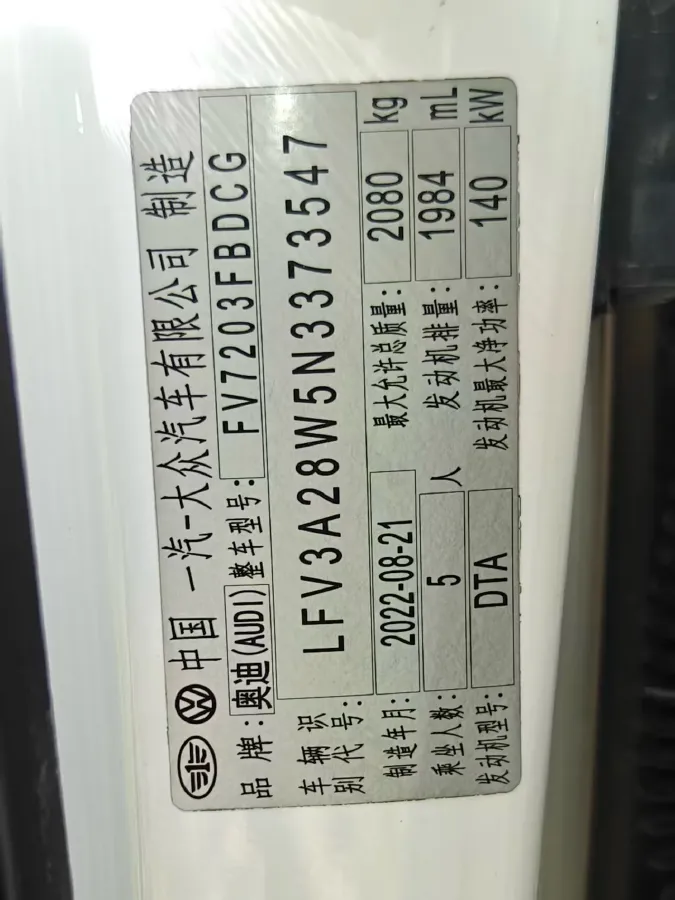 中国 一汽-大众汽车有限公司 制造
品牌: 奥迪(AUDI) 整车型号: FV7203FBDCG
车辆识别代号: LFV3A28W5N3373547
制造年月: 2022-08-21 最大允许总质量: 2080 kg
乘坐人数: 5 人 发动机排量: 1984 mL
发动机型号: DTA 发动机最大净功率: 140 kW